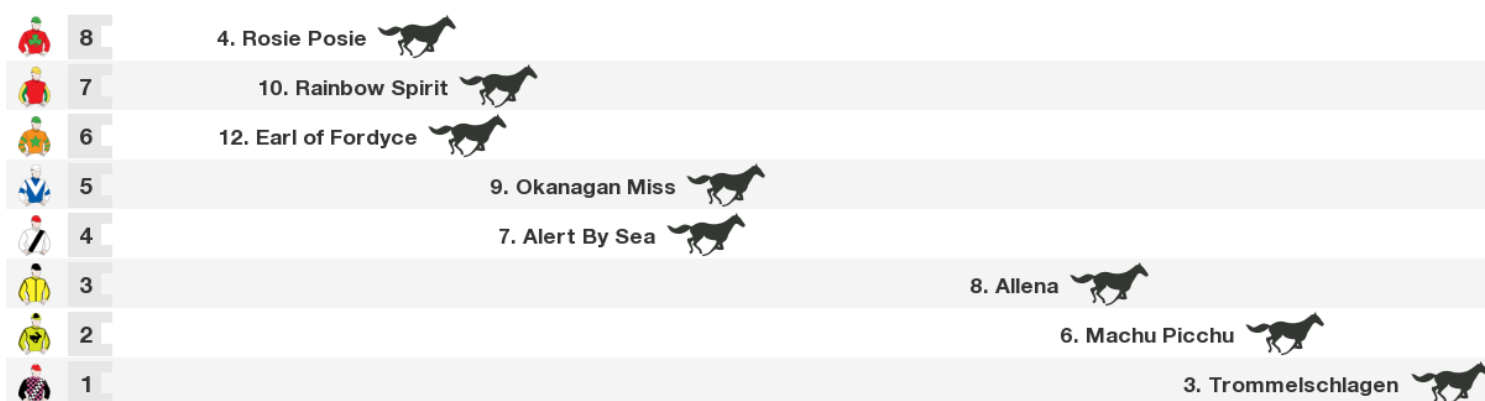 8 4. Rosie Posie
7 10. Rainbow Spirit
6 12. Earl of Fordyce
5 9. Okanagan Miss
4 7. Alert By Sea
3 8. Allena
2 6. Machu Picchu
1 3. Trommelschlagen